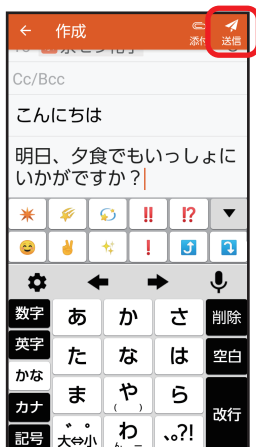 作成
添付
送信
Cc/Bcc
こんにちは
明日、夕食でもいっしょに
いかがですか？
!! !?
!
数字 あ か さ 削除
英字 た な は 空白
かな
カナ ま や ら 改行
( )
記号 大⇔小 わ 、。?!